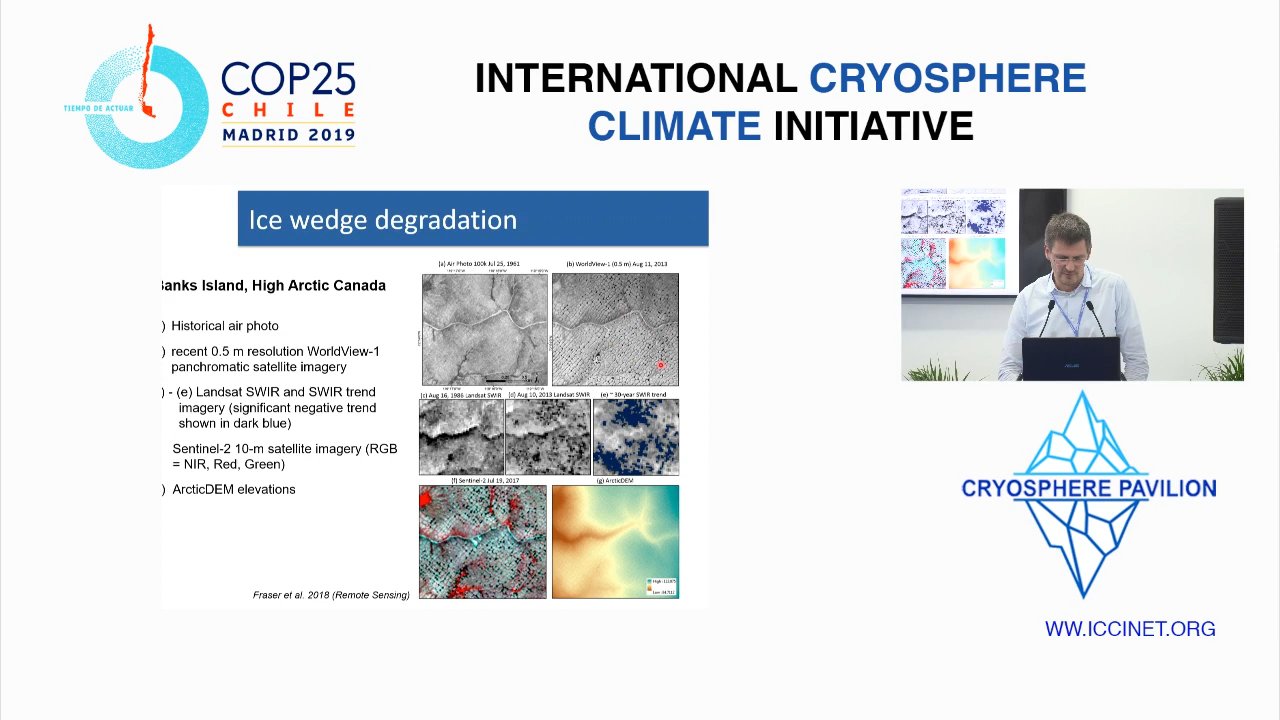 TIEMPO DE ACTUAR
COP25
CHILE
MADRID 2019
INTERNATIONAL CRYOSPHERE
CLIMATE INITIATIVE
Ice wedge degradation
Banks Island, High Arctic Canada
) Historical air photo
) recent 0.5 m resolution WorldView-1
panchromatic satellite imagery
) - (e) Landsat SWIR and SWIR trend
imagery (significant negative trend
shown in dark blue)
Sentinel-2 10-m satellite imagery (RGB
= NIR, Red, Green)
) ArcticDEM elevations
Fraser et al. 2018 (Remote Sensing)
(a) Air Photo 100k Jul 25, 1961
(b) WorldView-1 (0.5 m) Aug 11, 2013
(c) Aug 16, 1986 Landsat SWIR
(d) Aug 10, 2013 Landsat SWIR
(e) ~ 30-year SWIR trend
(f) Sentinel-2 Jul 19, 2017
(g) ArcticDEM
CRYOSPHERE PAVILION
WW.ICCINET.ORG